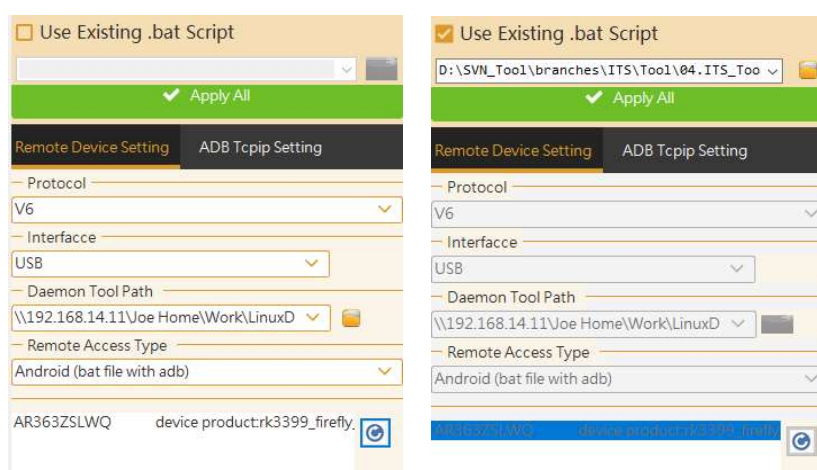 Use Existing .bat Script
Apply All
Remote Device Setting ADB Tcpip Setting
Protocol
V6
Interfacce
USB
Daemon Tool Path
\\192.168.14.11\Joe Home\Work\LinuxD
Remote Access Type
Android (bat file with adb)
AR363ZSLWQ device product:rk3399_firefly_
Use Existing .bat Script
D:\SVN_Tool\branches\ITS\Tool\04.ITS_Too
Apply All
Remote Device Setting ADB Tcpip Setting
Protocol
V6
Interfacce
USB
Daemon Tool Path
\\192.168.14.11\Joe Home\Work\LinuxD
Remote Access Type
Android (bat file with adb)
AR363ZSLWQ device product:rk3399_firefly_